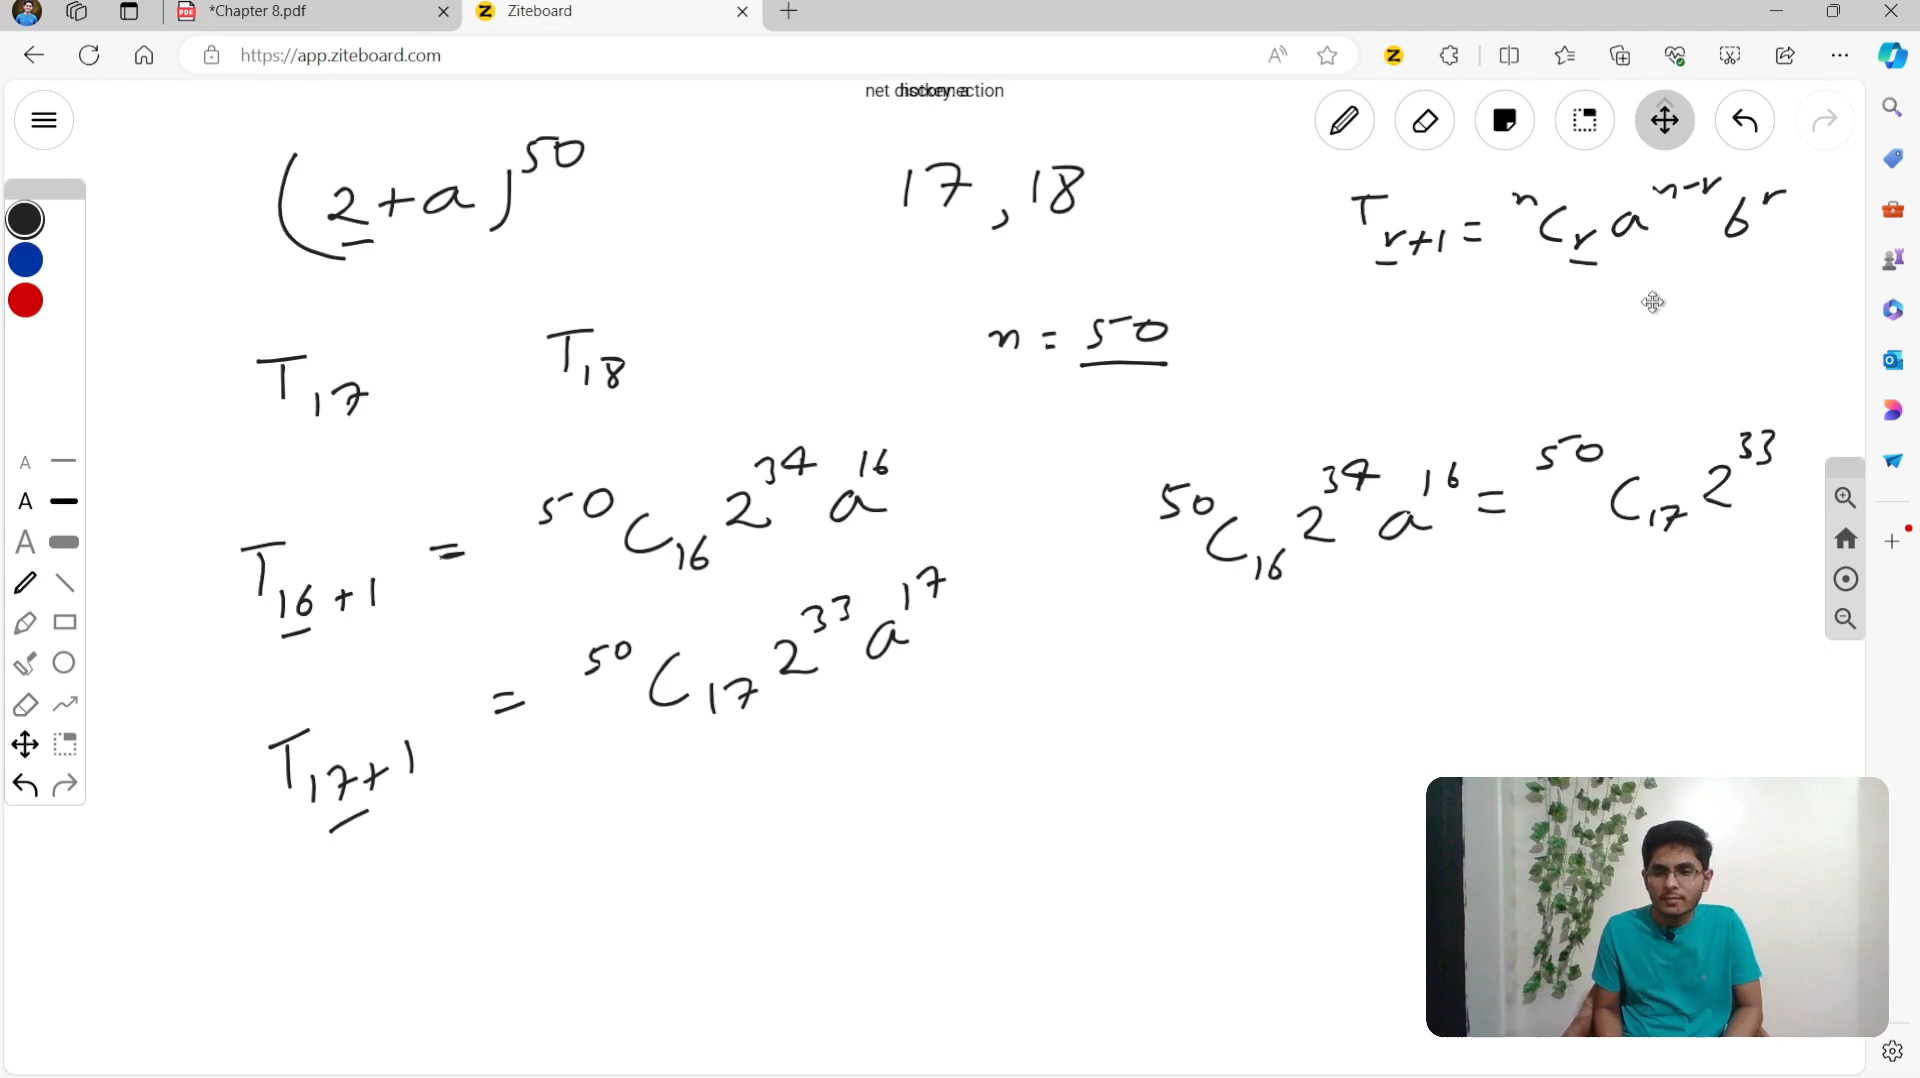 *Chapter 8.pdf
Ziteboard
https://app.ziteboard.com
(2+a)^50
17, 18
T_{r+1} = ^nC_r a^{n-r} b^r
T_17 T_18
n = 50
T_{16+1} = ^50C_16 2^34 a^16
^50C_16 2^34 a^16 = ^50C_17 2^33
T_{17+1} = ^50C_17 2^33 a^17
A
A
A